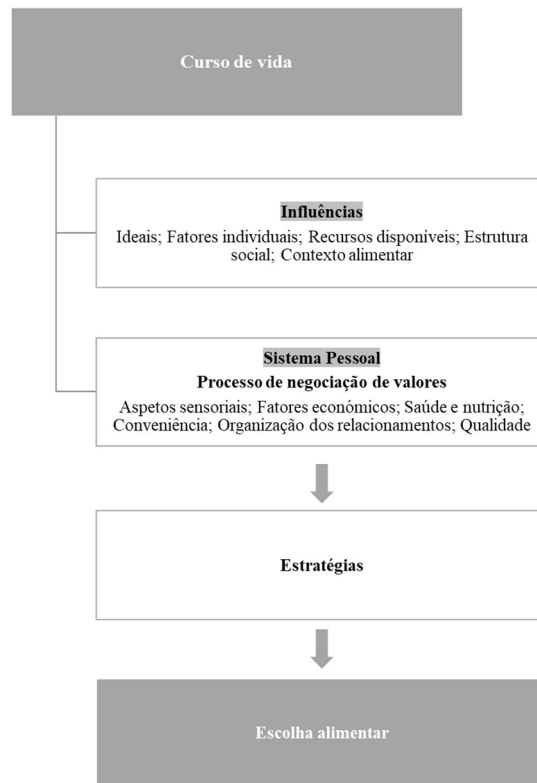 Curso de vida
Influências
Ideais; Fatores individuais; Recursos disponíveis; Estrutura
social; Contexto alimentar
Sistema Pessoal
Processo de negociação de valores
Aspetos sensoriais; Fatores económicos; Saúde e nutrição;
Conveniência; Organização dos relacionamentos; Qualidade
Estratégias
Escolha alimentar